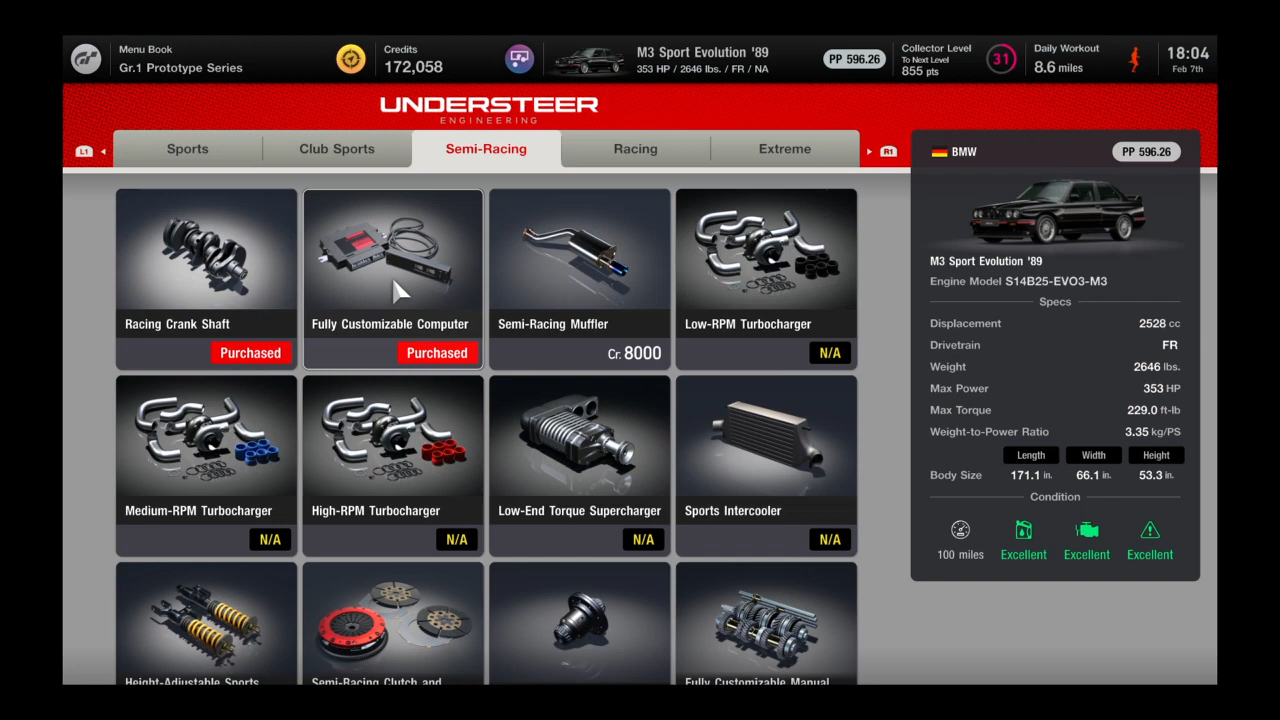 Menu Book
Gr.1 Prototype Series
Credits
172,058
M3 Sport Evolution '89
353 HP / 2646 lbs. / FR / NA
PP 596.26
Collector Level
To Next Level
855 pts
31
Daily Workout
8.6 miles
18:04
Feb 7th
UNDERSTEER
ENGINEERING
L1
Sports
Club Sports
Semi-Racing
Racing
Extreme
R1
Racing Crank Shaft
Purchased
Fully Customizable Computer
Purchased
Semi-Racing Muffler
Cr. 8000
Low-RPM Turbocharger
N/A
Medium-RPM Turbocharger
N/A
High-RPM Turbocharger
N/A
Low-End Torque Supercharger
N/A
Sports Intercooler
N/A
Height-Adjustable Sports
Semi-Racing Clutch and
Fully Customizable Manual
BMW
PP 596.26
M3 Sport Evolution '89
Engine Model S14B25-EVO3-M3
Specs
Displacement 2528 cc
Drivetrain FR
Weight 2646 lbs.
Max Power 353 HP
Max Torque 229.0 ft-lb
Weight-to-Power Ratio 3.35 kg/PS
Length Width Height
Body Size 171.1 in. 66.1 in. 53.3 in.
Condition
100 miles Excellent Excellent Excellent